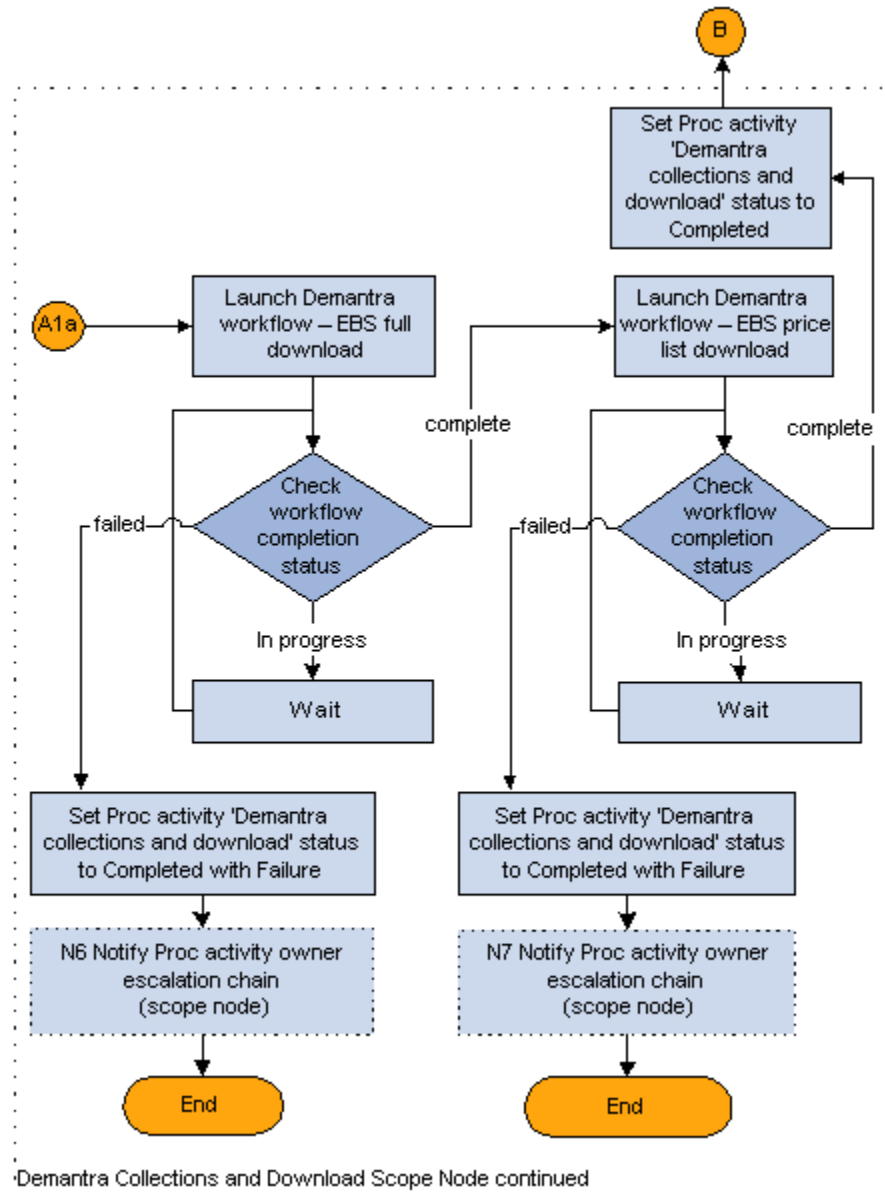 B
Set Proc activity
'Demantra
collections and
download' status to
Completed
A1a
Launch Demantra
workflow – EBS full
download
Launch Demantra
workflow – EBS price
list download
complete
complete
Check
workflow
completion
status
failed
Check
workflow
completion
status
failed
In progress
In progress
Wait
Wait
Set Proc activity 'Demantra
collections and download' status
to Completed with Failure
Set Proc activity 'Demantra
collections and download' status
to Completed with Failure
N6 Notify Proc activity owner
escalation chain
(scope node)
N7 Notify Proc activity owner
escalation chain
(scope node)
End
End
Demantra Collections and Download Scope Node continued